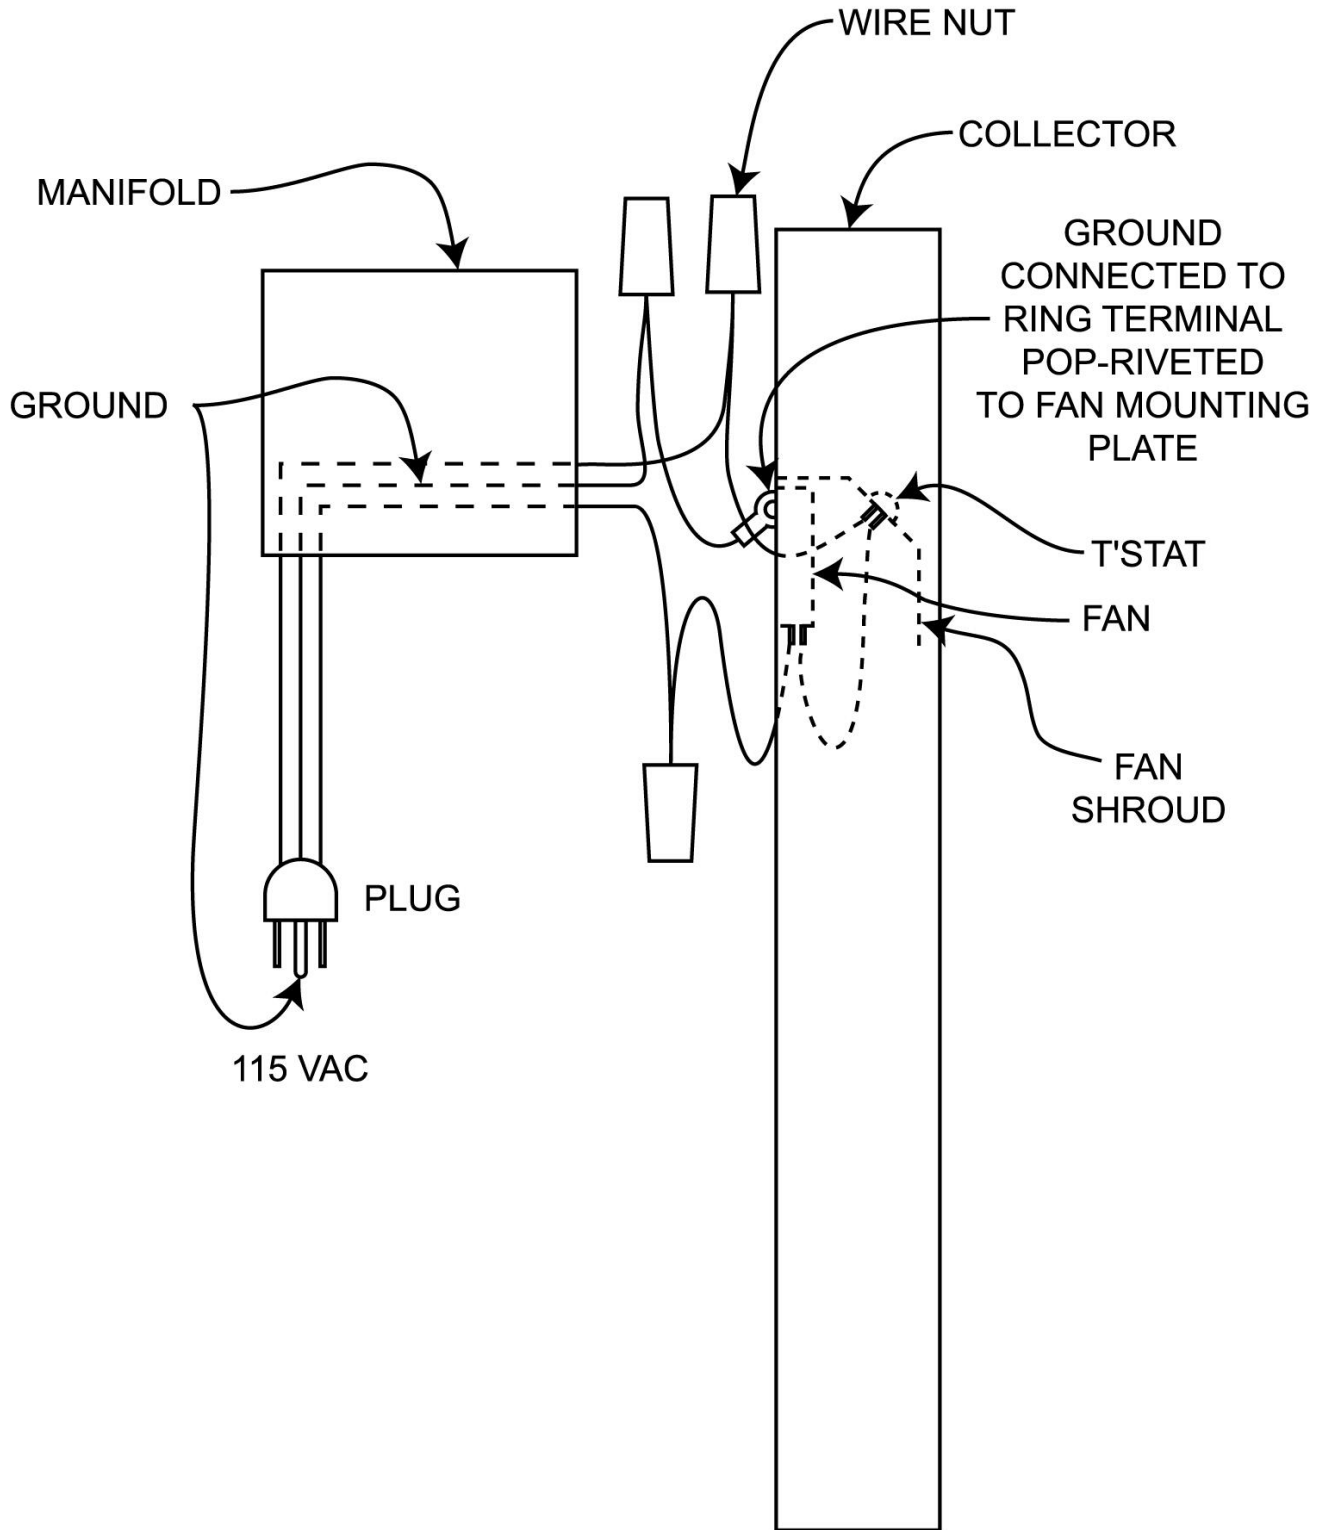 WIRE NUT
COLLECTOR
MANIFOLD
GROUND
CONNECTED TO
RING TERMINAL
POP-RIVETED
TO FAN MOUNTING
PLATE
GROUND
T'STAT
FAN
FAN
SHROUD
PLUG
115 VAC